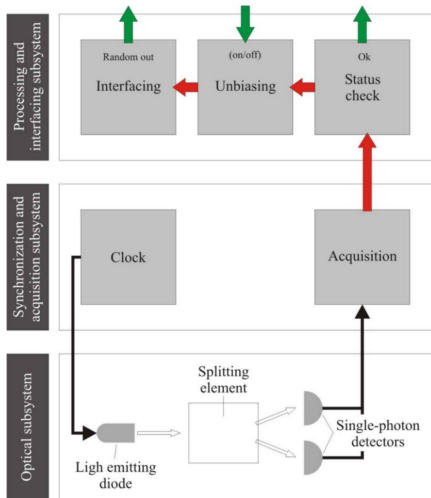 Processing and
interfacing subsystem
Random out
Interfacing
(on/off)
Unbiasing
Ok
Status
check
Synchronization and
acquisition subsystem
Clock
Acquisition
Optical subsystem
Splitting
element
Ligh emitting
diode
Single-photon
detectors